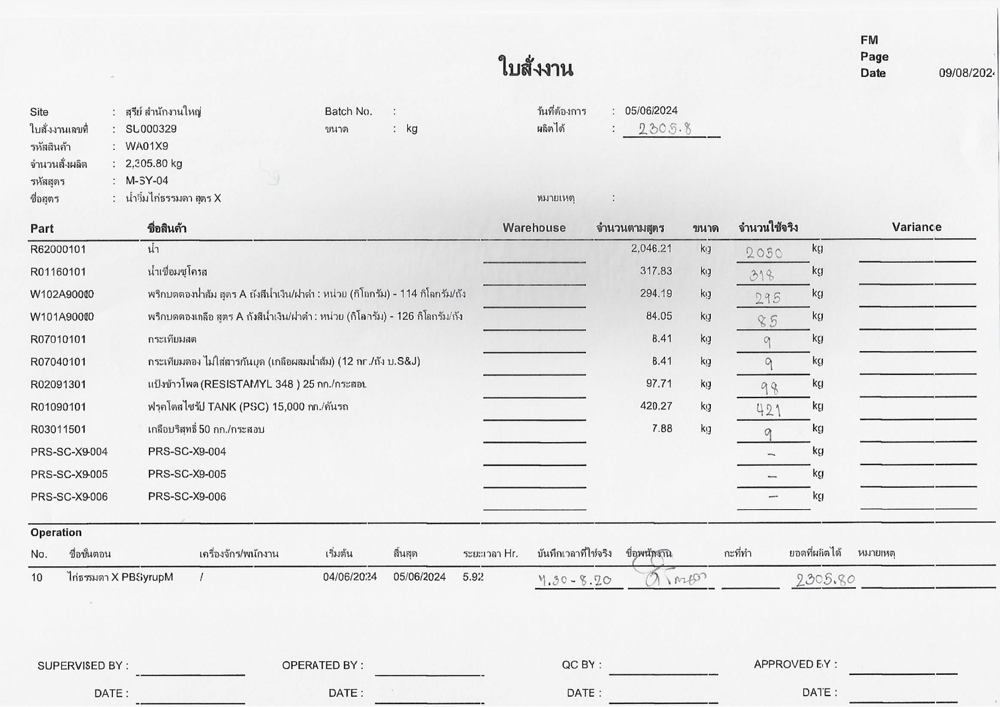 FM
Page
ใบสั่งงาน
Date 09/08/2024
Site : สุรีย์ สำนักงานใหญ่ Batch No. : วันที่ต้องการ : 05/06/2024
ใบสั่งงานเลขที่ : SU000329 ขนาด : kg ผลิตได้ : 2305.8
รหัสสินค้า : WA01X9
จำนวนสั่งผลิต : 2,305.80 kg
รหัสสูตร : M-SY-04
ชื่อสูตร : น้ำจิ้มไก่ธรรมดา สูตร X หมายเหตุ :
Part ชื่อสินค้า Warehouse จำนวนตามสูตร ขนาด จำนวนใช้จริง Variance
R62000101 น้ำ 2,046.21 kg 2050 kg
R01160101 น้ำเชื่อมซูโครส 317.83 kg 318 kg
W102A90000 พริกบดดองน้ำส้ม สูตร A ถังสีน้ำเงิน/ฝาดำ : หน่วย (กิโลกรัม) - 114 กิโลกรัม/ถัง 294.19 kg 295 kg
W101A90000 พริกบดดองเกลือ สูตร A ถังสีน้ำเงิน/ฝาดำ : หน่วย (กิโลกรัม) - 126 กิโลกรัม/ถัง 84.05 kg 85 kg
R07010101 กระเทียมสด 8.41 kg 9 kg
R07040101 กระเทียมดอง ไม่ใส่สารกันบูด (เกลือผสมน้ำส้ม) (12 กก./ถัง บ.S&J) 8.41 kg 9 kg
R02091301 แป้งข้าวโพด (RESISTAMYL 348 ) 25 กก./กระสอบ 97.71 kg 98 kg
R01090101 ฟรุคโตสไซรัป TANK (PSC) 15,000 กก./คันรถ 420.27 kg 421 kg
R03011501 เกลือบริสุทธิ์ 50 กก./กระสอบ 7.88 kg 9 kg
PRS-SC-X9-004 PRS-SC-X9-004 - kg
PRS-SC-X9-005 PRS-SC-X9-005 - kg
PRS-SC-X9-006 PRS-SC-X9-006 - kg
Operation
No. ชื่อขั้นตอน เครื่องจักร/พนักงาน เริ่มต้น สิ้นสุด ระยะเวลา Hr. บันทึกเวลาที่ใช้จริง ชื่อพนักงาน กะที่ทำ ยอดที่ผลิตได้ หมายเหตุ
10 ไก่ธรรมดา X PBSyrupM / 04/06/2024 05/06/2024 5.92 7.30-8.20 2305.80
SUPERVISED BY : OPERATED BY : QC BY : APPROVED BY :
DATE : DATE : DATE : DATE :